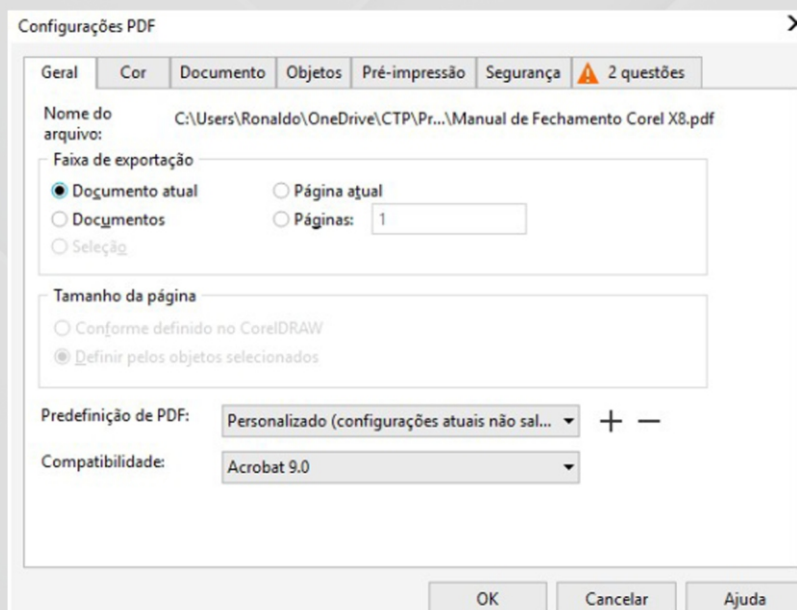 Configurações PDF
Geral Cor Documento Objetos Pré-impressão Segurança 2 questões
Nome do arquivo: C:\Users\Ronaldo\OneDrive\CTP\Pr...\Manual de Fechamento Corel X8.pdf
Faixa de exportação
Documento atual Página atual
Documentos Páginas: 1
Seleção
Tamanho da página
Conforme definido no CorelDRAW
Definir pelos objetos selecionados
Predefinição de PDF: Personalizado (configurações atuais não sal...
Compatibilidade: Acrobat 9.0
OK Cancelar Ajuda